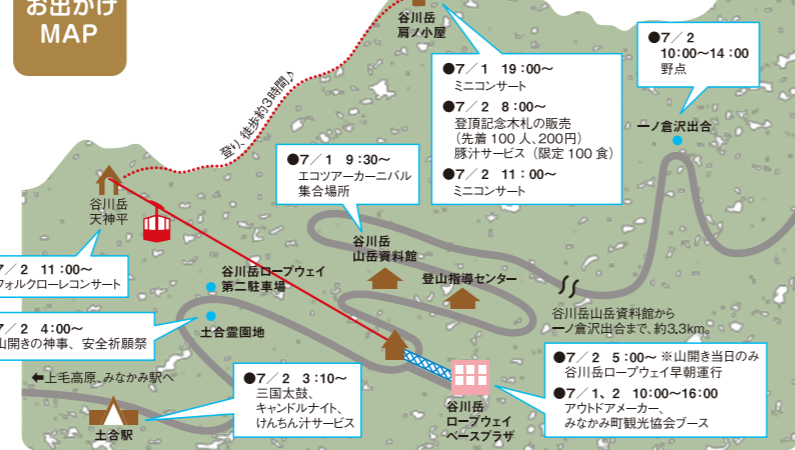 お出かけ
MAP
谷川岳
肩ノ小屋
●7／1　19：00〜
ミニコンサート
●7／2　8：00〜
登頂記念木札の販売
（先着100人、200円）
豚汁サービス（限定100食）
●7／2　11：00〜
ミニコンサート
●7／2
10：00〜14：00
野点
一ノ倉沢出合
登り、徒歩約3時間♪
●7／1　9：30〜
エコツアーカーニバル
集合場所
谷川岳
天神平
谷川岳
山岳資料館
登山指導センター
7／2　11：00〜
フォルクローレコンサート
谷川岳ロープウェイ
第二駐車場
谷川岳山岳資料館から
一ノ倉沢出合まで、約3.3km。
7／2　4：00〜
山開きの神事、安全祈願祭
土合霊園地
←上毛高原、みなかみ駅へ
●7／2　3：10〜
三国太鼓、
キャンドルナイト、
けんちん汁サービス
土合駅
谷川岳
ロープウェイ
ベースプラザ
●7／2　5：00〜 ※山開き当日のみ
谷川岳ロープウェイ早朝運行
●7／1、2　10：00〜16：00
アウトドアメーカー、
みなかみ町観光協会ブース